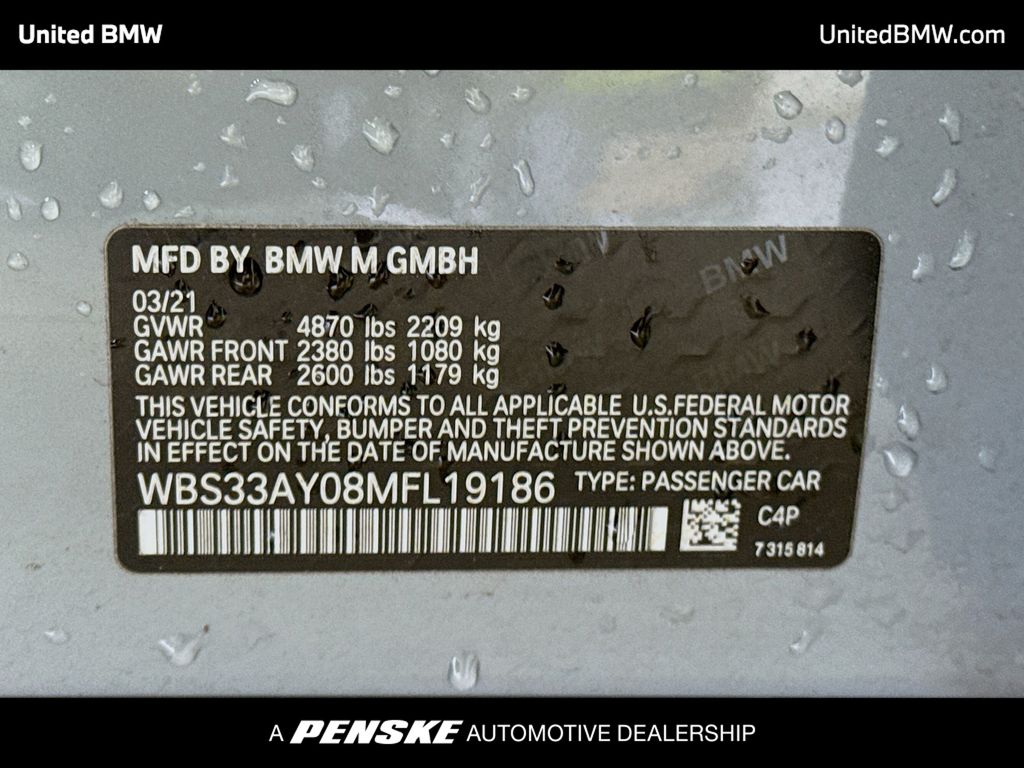 United BMW
UnitedBMW.com
MFD BY BMW M GMBH
03/21
GVWR 4870 lbs 2209 kg
GAWR FRONT 2380 lbs 1080 kg
GAWR REAR 2600 lbs 1179 kg
THIS VEHICLE CONFORMS TO ALL APPLICABLE U.S.FEDERAL MOTOR
VEHICLE SAFETY, BUMPER AND THEFT PREVENTION STANDARDS
IN EFFECT ON THE DATE OF MANUFACTURE SHOWN ABOVE.
WBS33AY08MFL19186 TYPE: PASSENGER CAR
C4P
7315814
BMW
BMW
A PENSKE AUTOMOTIVE DEALERSHIP